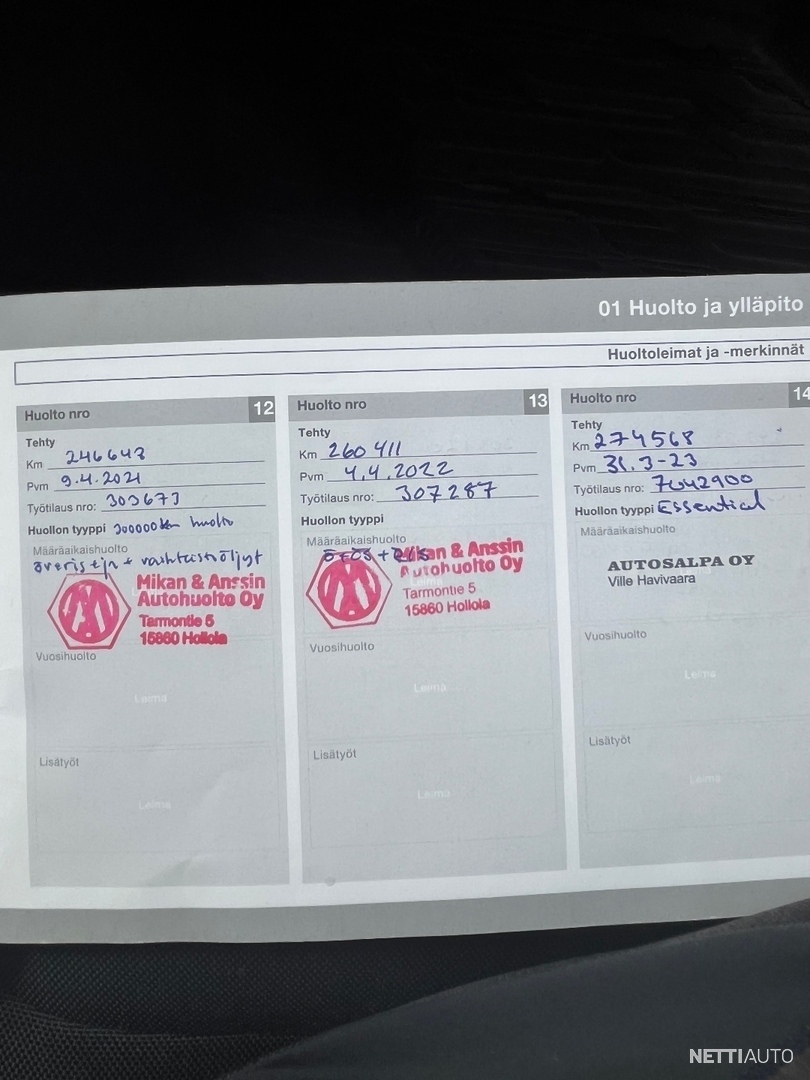 01 Huolto ja ylläpito
Huoltoleimat ja -merkinnät
Huolto nro 12
Tehty
Km 246643
Pvm 9.4.2021
Työtilaus nro: 303673
Huollon tyyppi 300000km huolto
Määräaikaishuolto
+ vaihteistoöljyt
Mikan & Anssin
Autohuolto Oy
Tarmontie 5
15860 Hollola
Vuosihuolto
Leima
Lisätyöt
Leima
Huolto nro 13
Tehty
Km 260411
Pvm 4.4.2022
Työtilaus nro: 307287
Huollon tyyppi
Määräaikaishuolto
Mikan & Anssin
Autohuolto Oy
Tarmontie 5
15860 Hollola
Vuosihuolto
Leima
Lisätyöt
Leima
Huolto nro 14
Tehty
Km 274568
Pvm 31.3-23
Työtilaus nro: 7042900
Huollon tyyppi Essential
Määräaikaishuolto
AUTOSALPA OY
Ville Havivaara
Vuosihuolto
Leima
Lisätyöt
Leima
NETTIAUTO